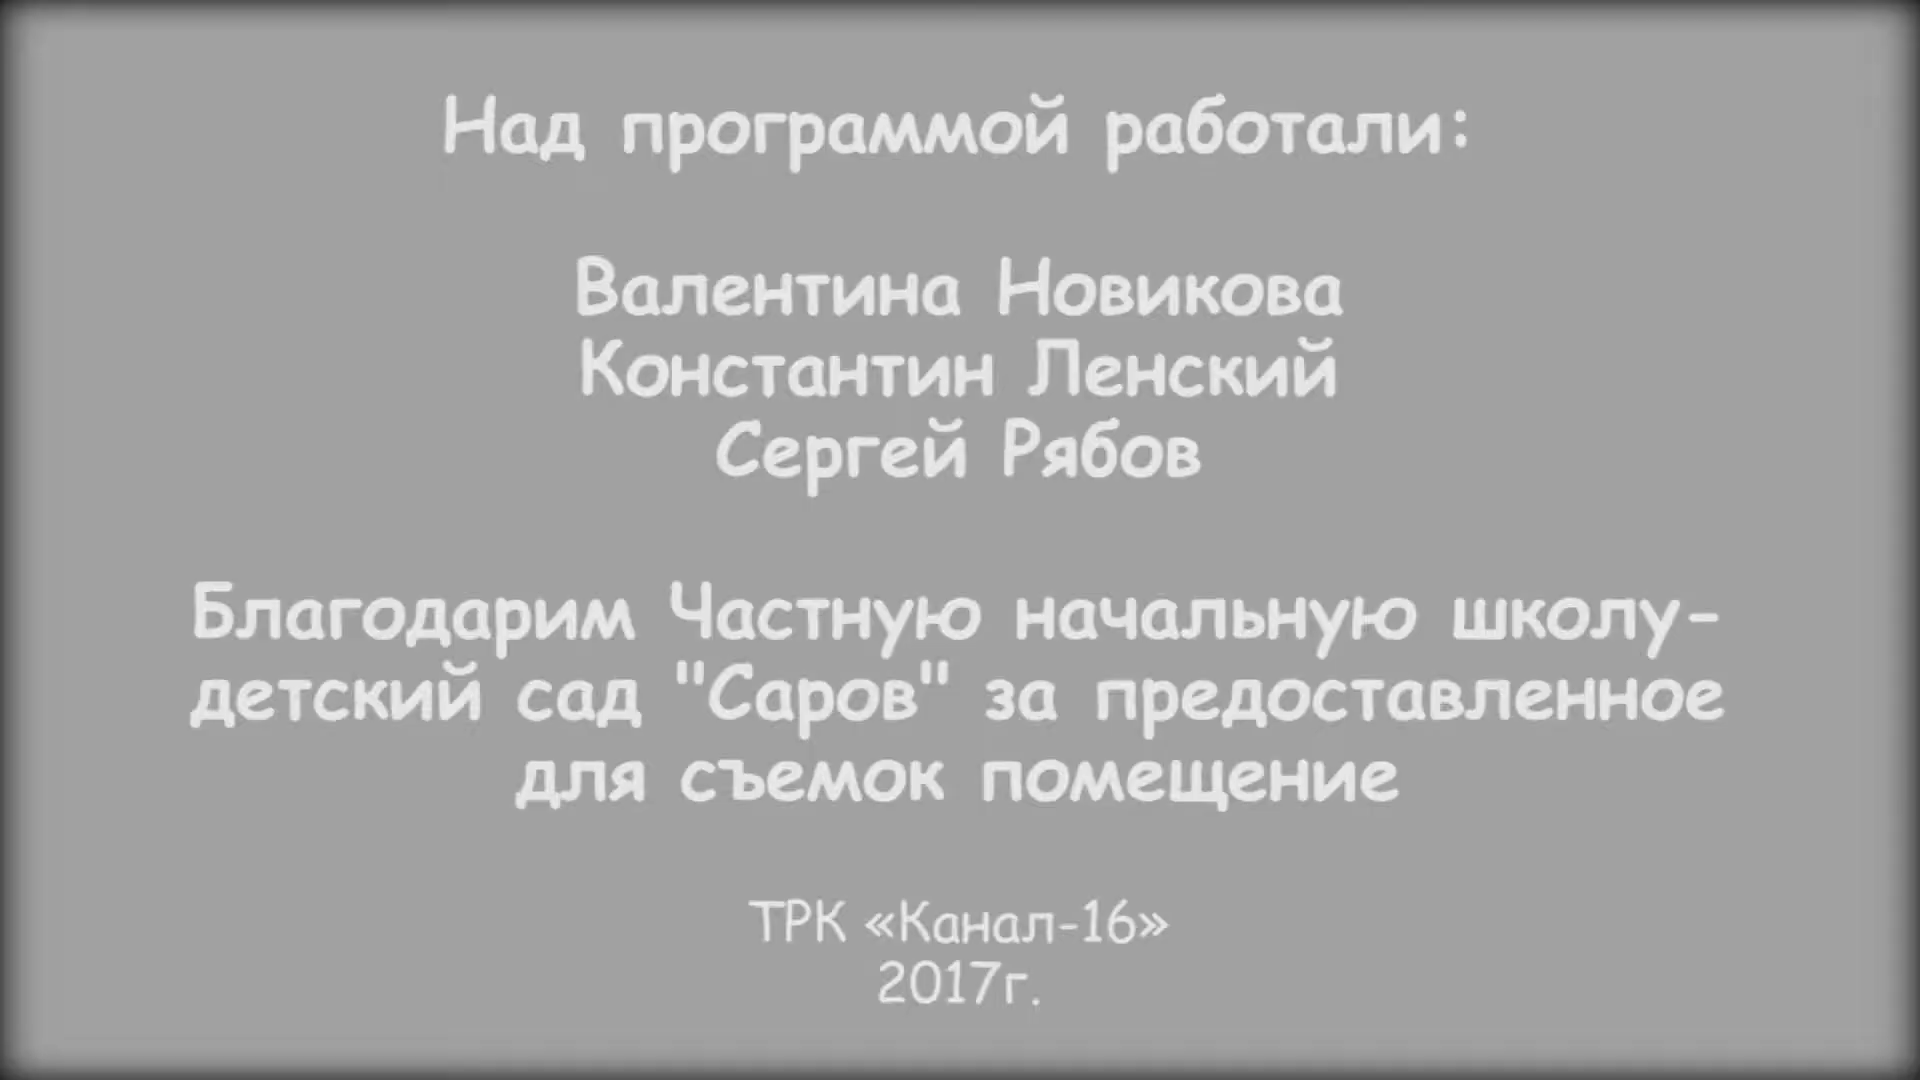 Над программой работали:
Валентина Новикова
Константин Ленский
Сергей Рябов
Благодарим Частную начальную школу-
детский сад "Саров" за предоставленное
для съемок помещение
ТРК «Канал-16»
2017г.